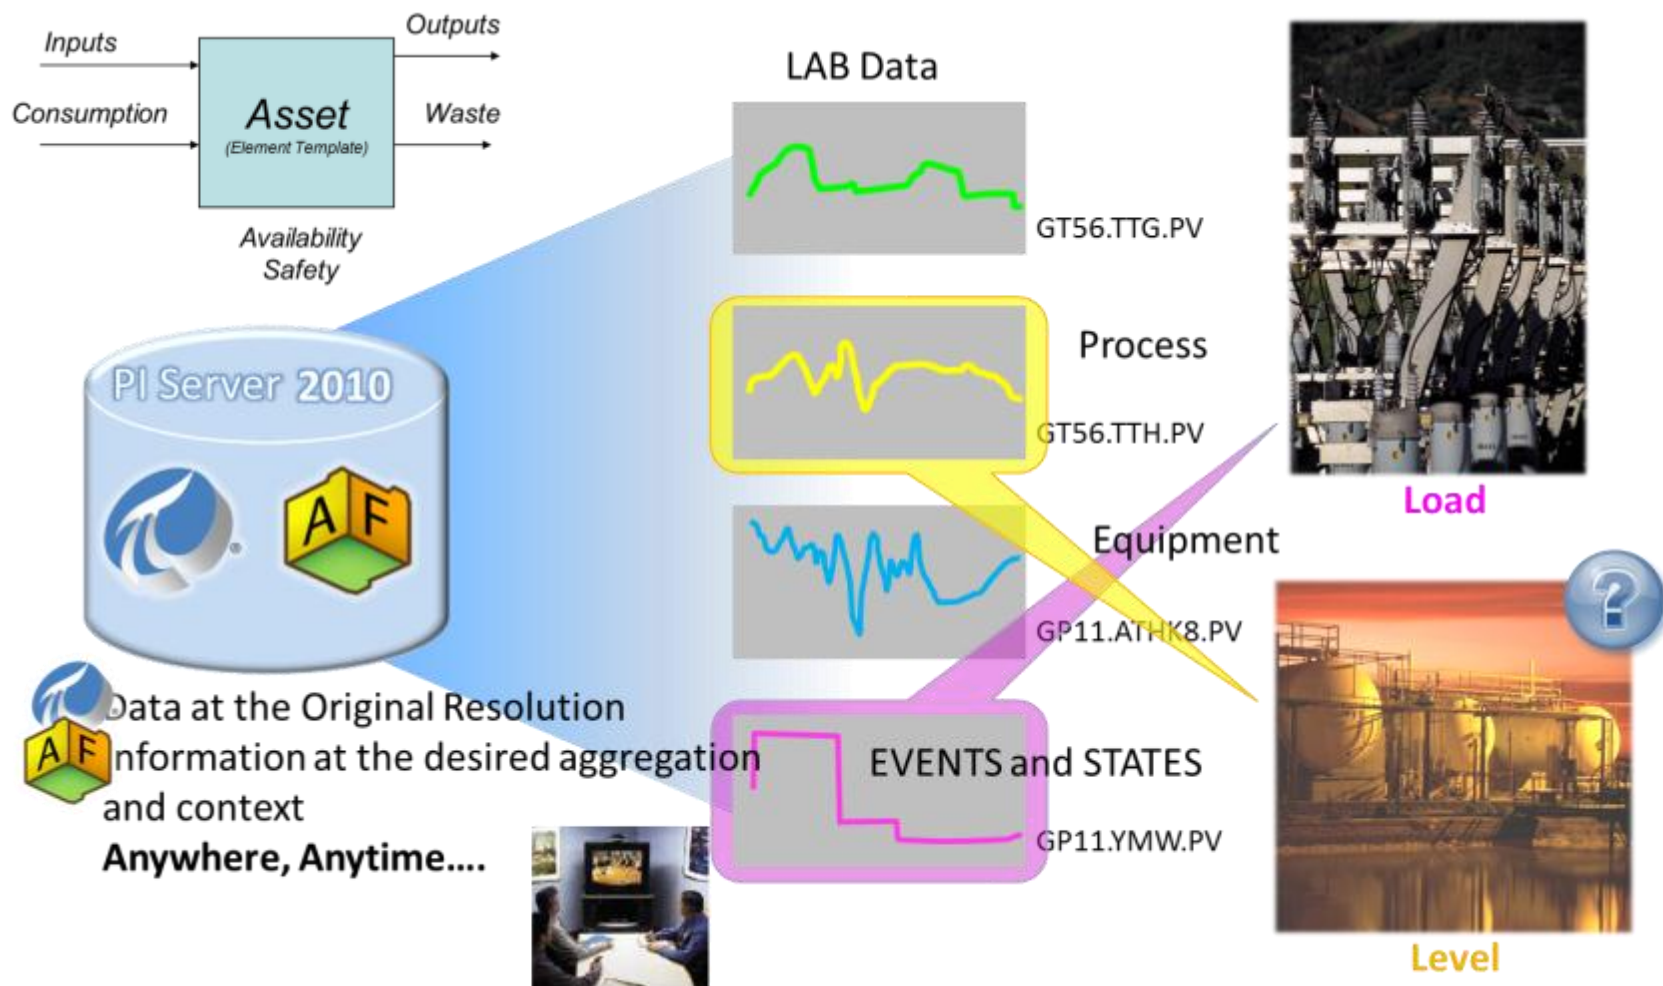 Inputs
Outputs
Consumption
Asset
(Element Template)
Waste
Availability
Safety
PI Server 2010
AF
®
LAB Data
GT56.TTG.PV
Process
GT56.TTH.PV
Equipment
GP11.ATHK8.PV
EVENTS and STATES
GP11.YMW.PV
Load
?
Level
®
AF
Data at the Original Resolution
Information at the desired aggregation
and context
Anywhere, Anytime....